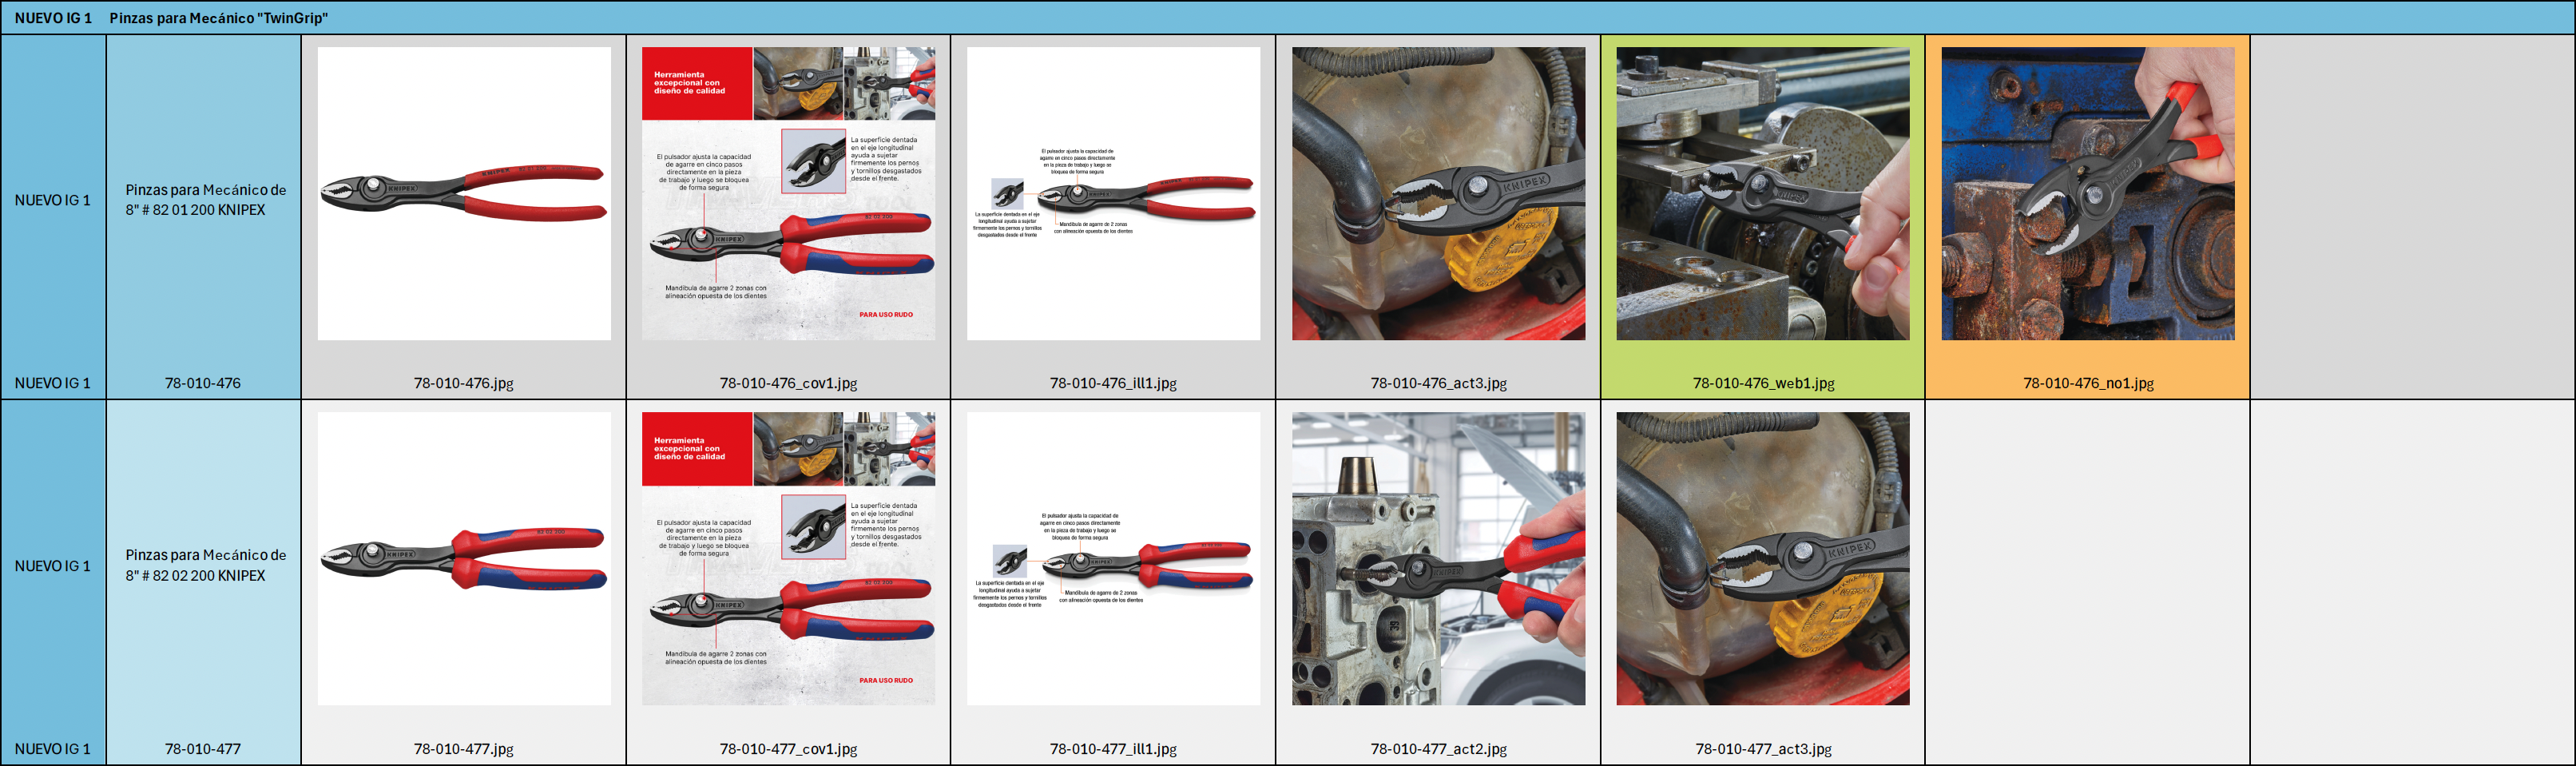 NUEVO IG 1 Pinzas para Mecánico "TwinGrip"
NUEVO IG 1
Pinzas para Mecánico de
8" # 82 01 200 KNIPEX
KNIPEX
Herramienta
excepcional con
diseño de calidad
El pulsador ajusta la capacidad
de agarre en cinco pasos
directamente en la pieza
de trabajo y luego se bloquea
de forma segura
La superficie dentada
en el eje longitudinal
ayuda a sujetar
firmemente los pernos
y tornillos desgastados
desde el frente.
82 02 200
KNIPEX
Mandíbula de agarre 2 zonas con
alineación opuesta de los dientes
PARA USO RUDO
El pulsador ajusta la capacidad de
agarre en cinco pasos directamente
en la pieza de trabajo y luego se
bloquea de forma segura
La superficie dentada en el eje
longitudinal ayuda a sujetar
firmemente los pernos y tornillos
desgastados desde el frente
Mandíbula de agarre de 2 zonas
con alineación opuesta de los dientes
KNIPEX
NUEVO IG 1
78-010-476
78-010-476.jpg
78-010-476_cov1.jpg
78-010-476_ill1.jpg
78-010-476_act3.jpg
78-010-476_web1.jpg
78-010-476_no1.jpg
NUEVO IG 1
Pinzas para Mecánico de
8" # 82 02 200 KNIPEX
82 02 200
KNIPEX
Herramienta
excepcional con
diseño de calidad
El pulsador ajusta la capacidad
de agarre en cinco pasos
directamente en la pieza
de trabajo y luego se bloquea
de forma segura
La superficie dentada
en el eje longitudinal
ayuda a sujetar
firmemente los pernos
y tornillos desgastados
desde el frente.
82 02 200
KNIPEX
Mandíbula de agarre 2 zonas con
alineación opuesta de los dientes
PARA USO RUDO
El pulsador ajusta la capacidad de
agarre en cinco pasos directamente
en la pieza de trabajo y luego se
bloquea de forma segura
La superficie dentada en el eje
longitudinal ayuda a sujetar
firmemente los pernos y tornillos
desgastados desde el frente
Mandíbula de agarre de 2 zonas
con alineación opuesta de los dientes
KNIPEX
39
KNIPEX
NUEVO IG 1
78-010-477
78-010-477.jpg
78-010-477_cov1.jpg
78-010-477_ill1.jpg
78-010-477_act2.jpg
78-010-477_act3.jpg